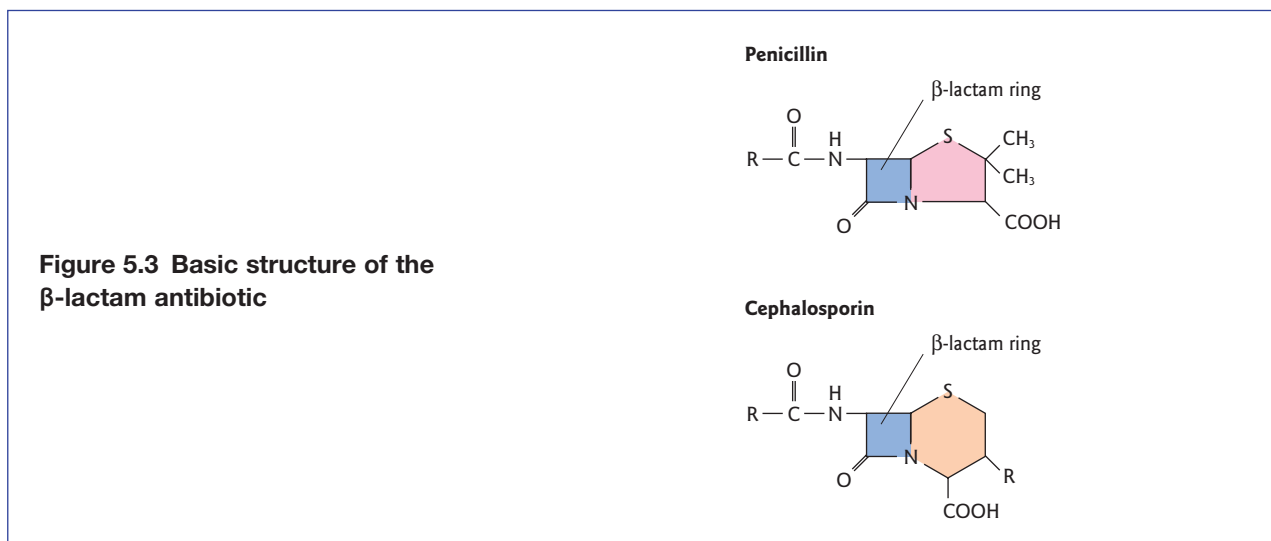 Figure 5.3 Basic structure of the
β-lactam antibiotic
Penicillin
β-lactam ring
O
H
R C N
S
CH₃
CH₃
N
O
COOH
Cephalosporin
β-lactam ring
O
H
R C N
S
N
O
R
COOH